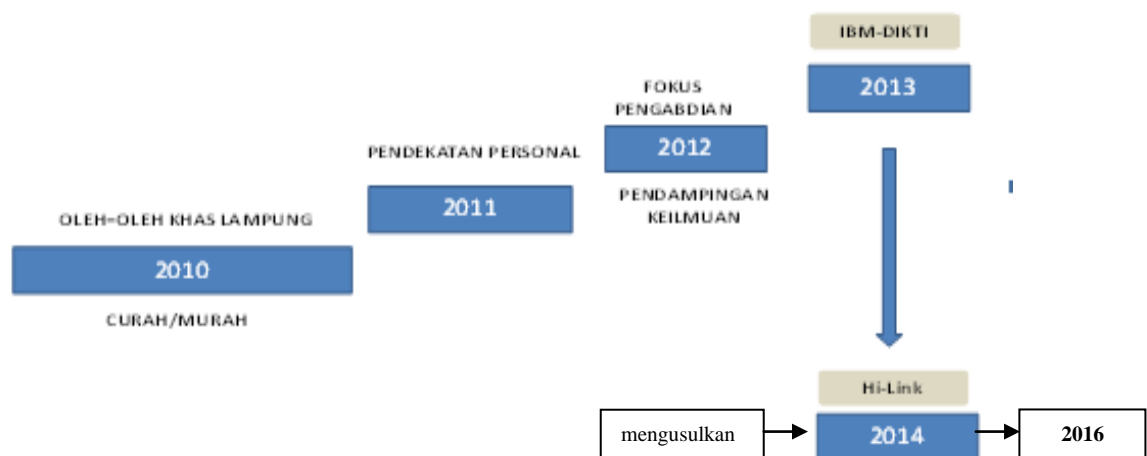 IBM-DIKTI
2013
FOKUS
PENGABDIAN
2012
PENDAMPINGAN
KEILMUAN
PENDEKATAN PERSONAL
2011
OLEH=OLEH KHAS LAMPUNG
2010
CURAH/MURAH
Hi-Link
mengusulkan
2014
2016